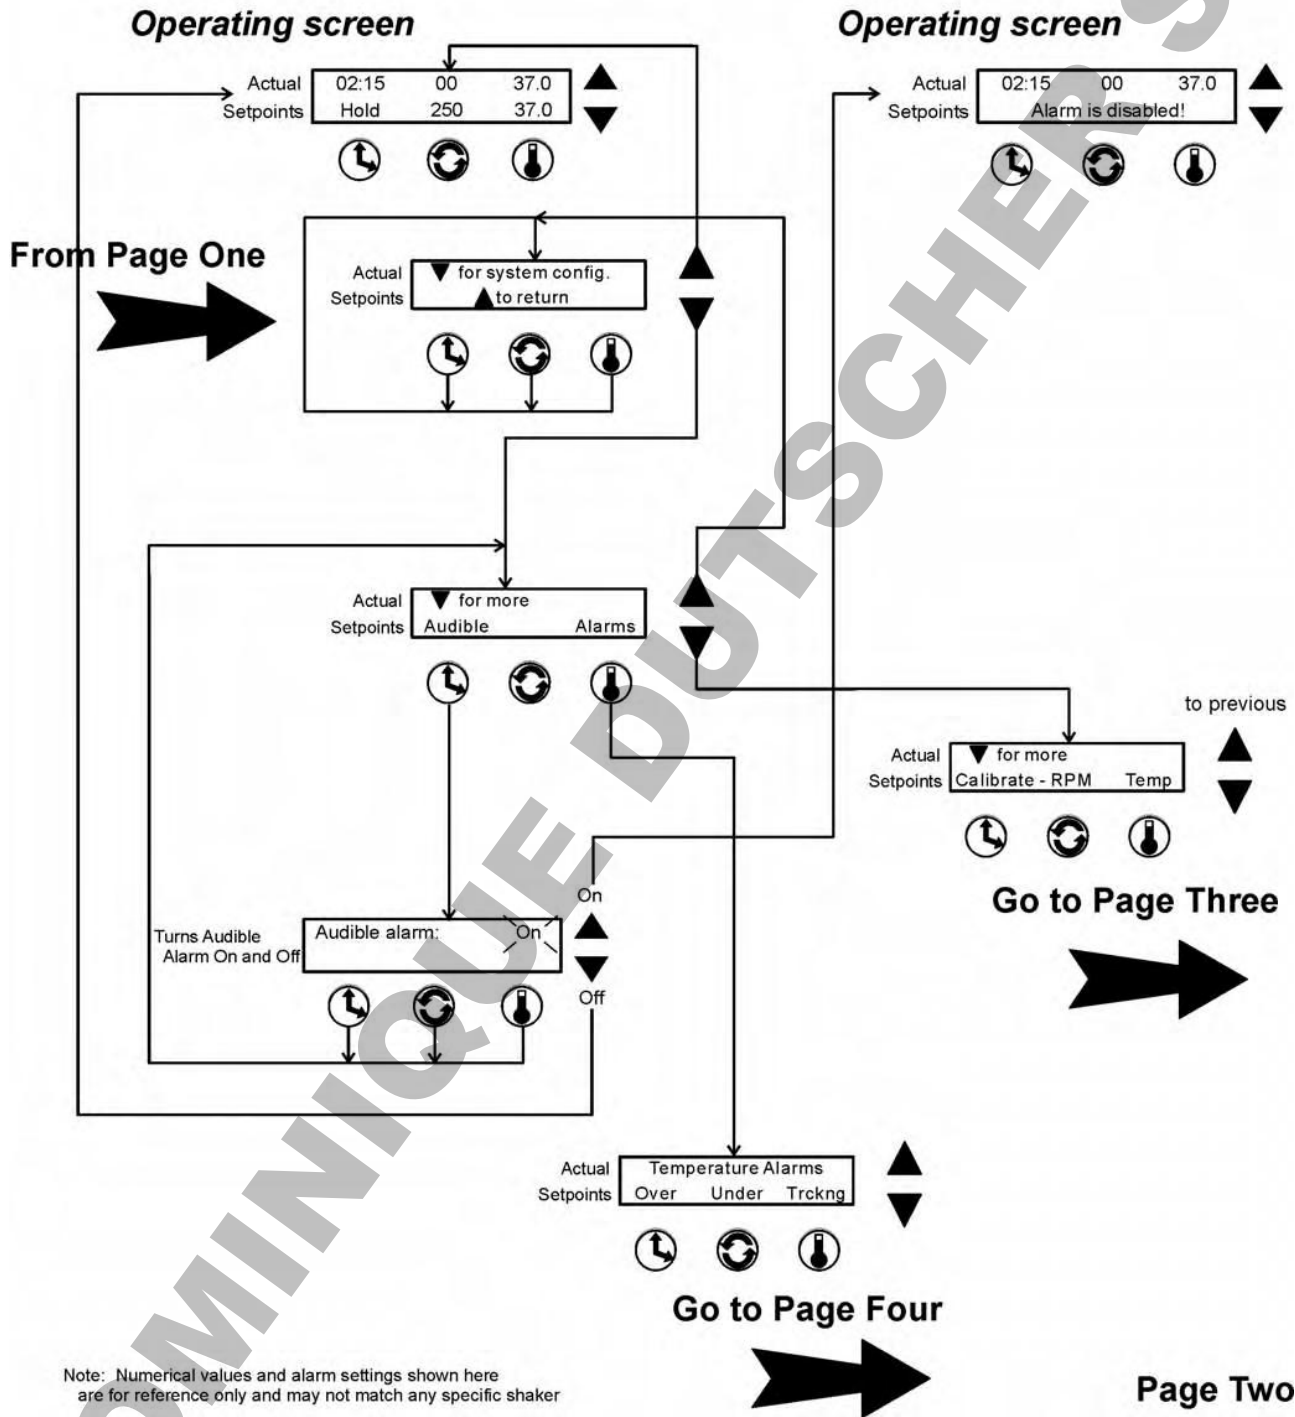 Operating screen
Operating screen
Actual 02:15 00 37.0
Setpoints Hold 250 37.0
Actual 02:15 00 37.0
Setpoints Alarm is disabled!
From Page One
Actual ▼ for system config.
Setpoints ▲ to return
Actual ▼ for more
Setpoints Audible Alarms
to previous
Actual ▼ for more
Setpoints Calibrate - RPM Temp
Go to Page Three
On
Turns Audible
Alarm On and Off
Audible alarm: On
Off
Actual Temperature Alarms
Setpoints Over Under Trckng
Go to Page Four
Note: Numerical values and alarm settings shown here
are for reference only and may not match any specific shaker
Page Two
DOMINIQUE DUTSCHER S